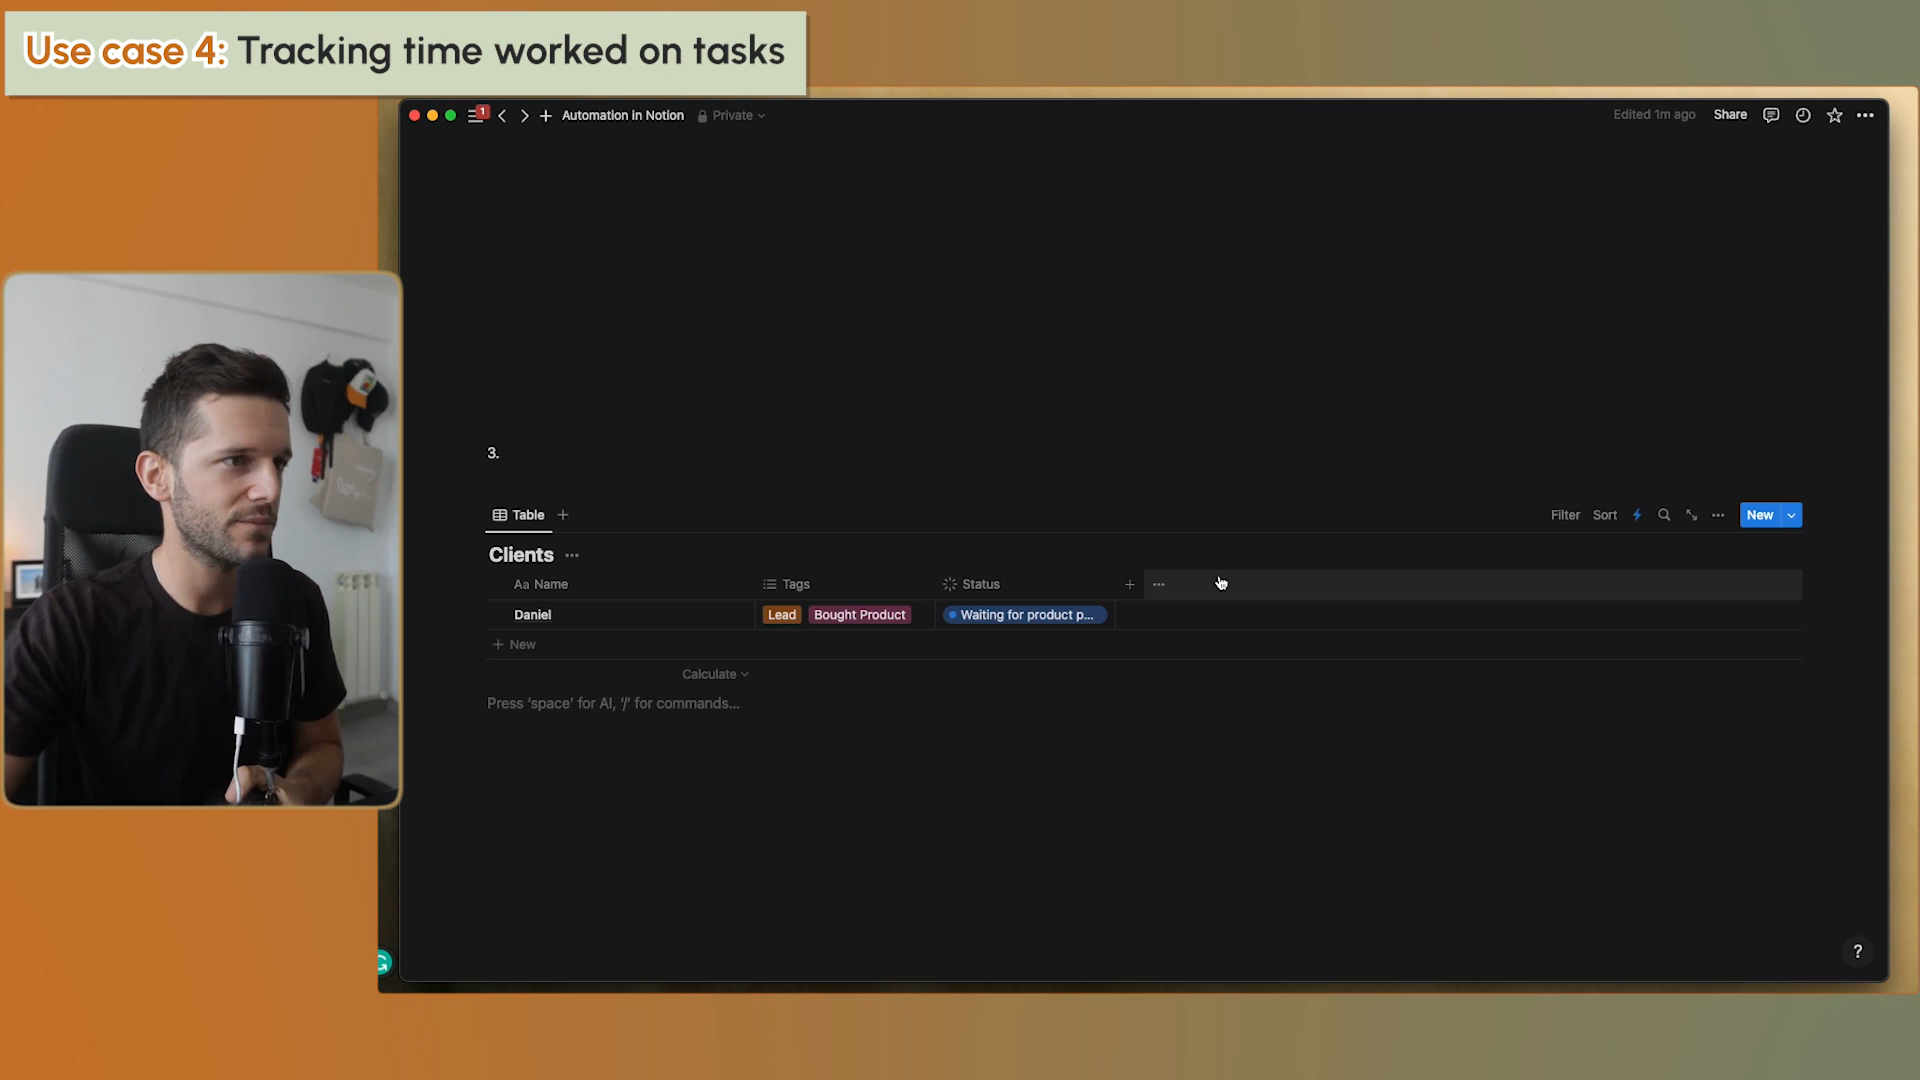 Use case 4: Tracking time worked on tasks
1
Automation in Notion
Private
Edited 1m ago
Share
3.
Table
Filter
Sort
New
Clients
Aa Name
Tags
Status
Daniel
Lead
Bought Product
Waiting for product p...
+ New
Calculate
Press ‘space’ for AI, ‘/’ for commands...
?